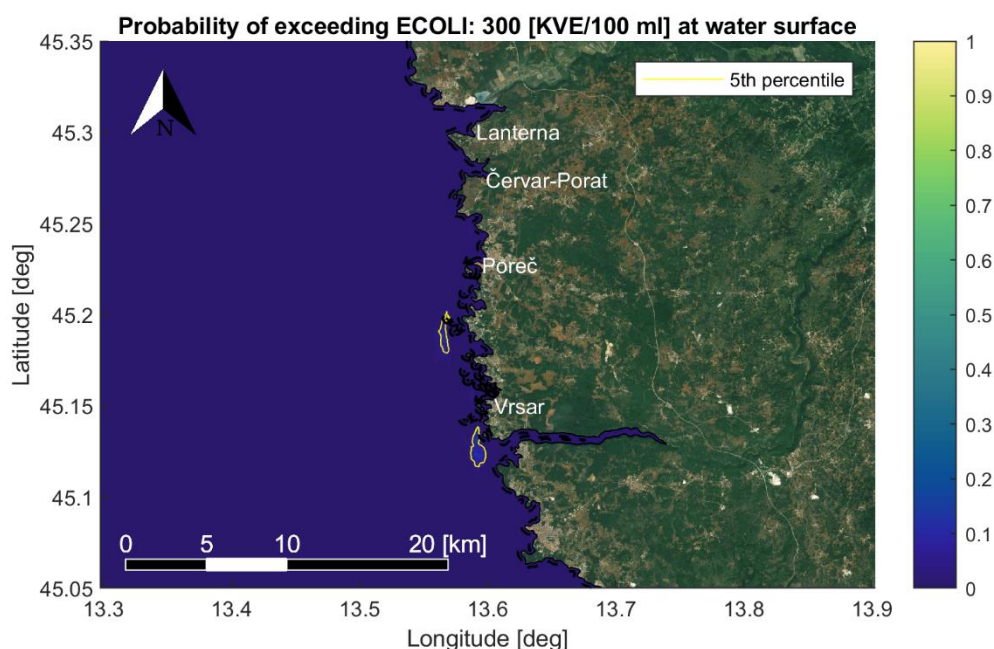 Probability of exceeding ECOLI: 300 [KVE/100 ml] at water surface
45.35
45.3
45.25
45.2
45.15
45.1
45.05
Latitude [deg]
N
5th percentile
Lanterna
Červar-Porat
Poreč
Vrsar
0 5 10 20 [km]
13.3 13.4 13.5 13.6 13.7 13.8 13.9
Longitude [deg]
1
0.9
0.8
0.7
0.6
0.5
0.4
0.3
0.2
0.1
0